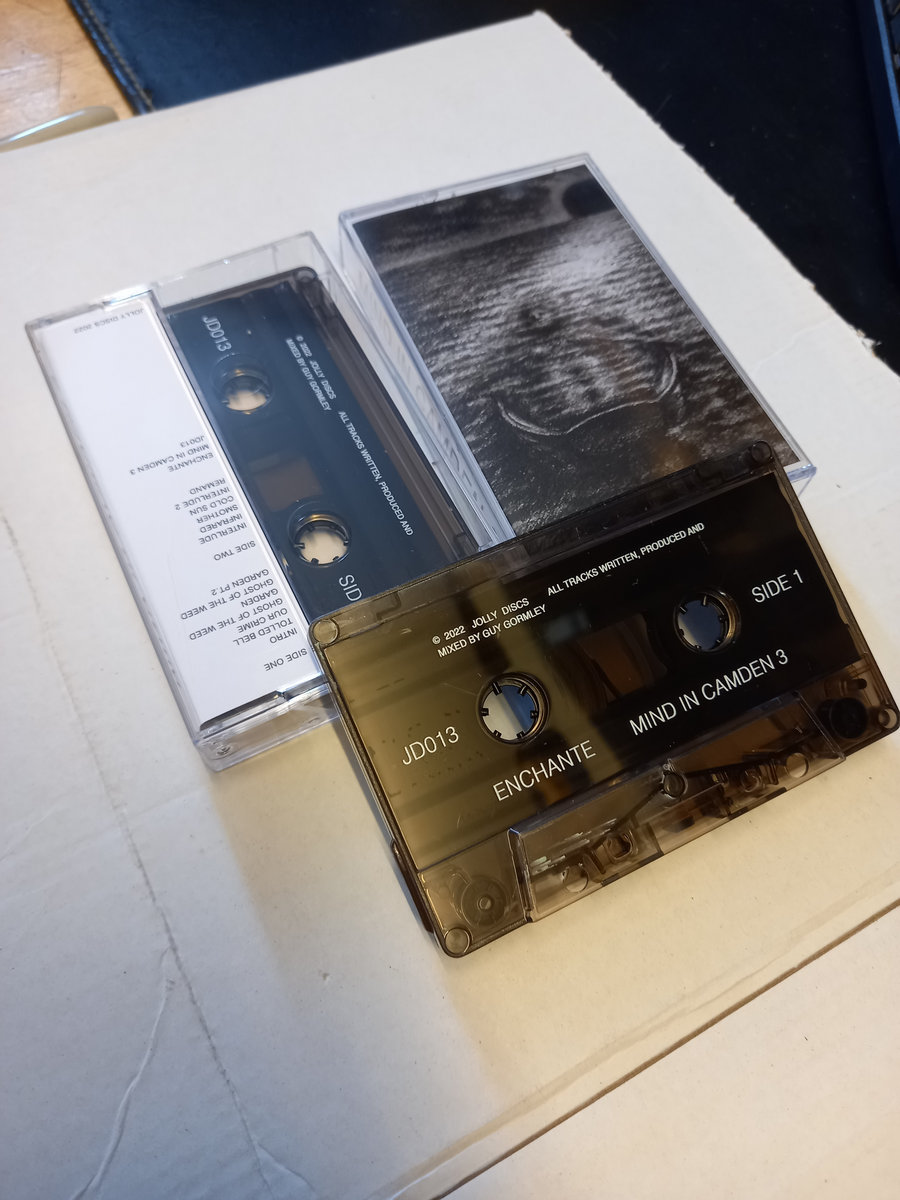 © 2022 JOLLY DISCS ALL TRACKS WRITTEN, PRODUCED AND
MIXED BY GUY GORMLEY
SIDE 1
JD013
ENCHANTE
MIND IN CAMDEN 3
JD013
© 2022 JOLLY DISCS ALL TRACKS WRITTEN, PRODUCED AND
MIXED BY GUY GORMLEY
SID
SIDE ONE
INTRO
TOLLED BELL
OUR CRIME
GHOST OF THE WEED
GARDEN
GHOST OF THE WEED
GARDEN PT.2
SIDE TWO
INTERLUDE
INFRARED
SMOTHER
COLD SUN
INTERLUDE 2
REMAND
ENCHANTE
MIND IN CAMDEN 3
JD013
JOLLY DISCS 2022